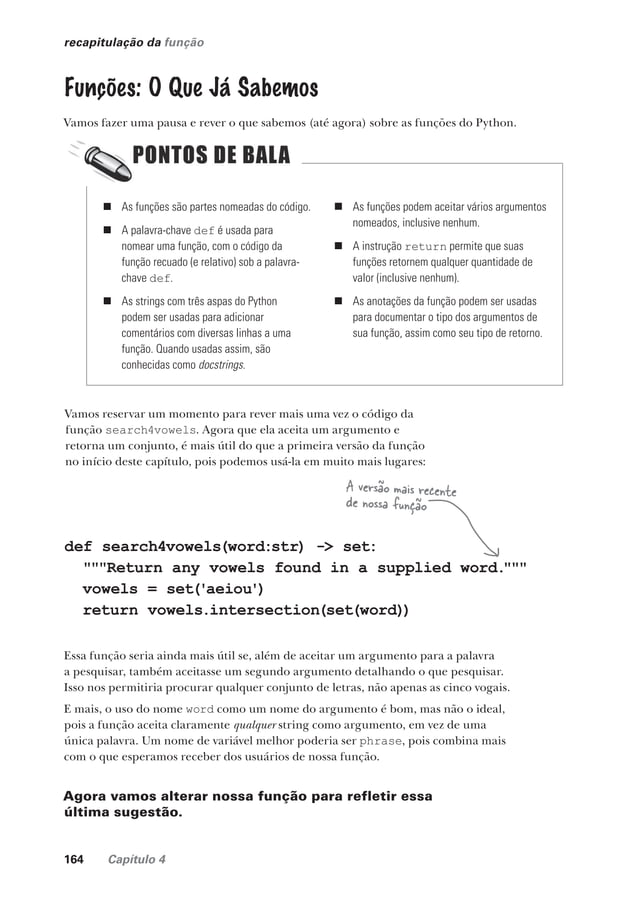 recapitulação da função
Funções: O Que Já Sabemos
Vamos fazer uma pausa e rever o que sabemos (até agora) sobre as funções do Python.
PONTOS DE BALA
■ As funções são partes nomeadas do código.
■ A palavra-chave def é usada para
nomear uma função, com o código da
função recuado (e relativo) sob a palavra-
chave def.
■ As strings com três aspas do Python
podem ser usadas para adicionar
comentários com diversas linhas a uma
função. Quando usadas assim, são
conhecidas como docstrings.
■ As funções podem aceitar vários argumentos
nomeados, inclusive nenhum.
■ A instrução return permite que suas
funções retornem qualquer quantidade de
valor (inclusive nenhum).
■ As anotações da função podem ser usadas
para documentar o tipo dos argumentos de
sua função, assim como seu tipo de retorno.
Vamos reservar um momento para rever mais uma vez o código da
função search4vowels. Agora que ela aceita um argumento e
retorna um conjunto, é mais útil do que a primeira versão da função
no início deste capítulo, pois podemos usá-la em muito mais lugares:
A versão mais recente
de nossa função
def search4vowels(word:str) -> set:
"""Return any vowels found in a supplied word."""
vowels = set('aeiou')
return vowels.intersection(set(word))
Essa função seria ainda mais útil se, além de aceitar um argumento para a palavra
a pesquisar, também aceitasse um segundo argumento detalhando o que pesquisar.
Isso nos permitiria procurar qualquer conjunto de letras, não apenas as cinco vogais.
E mais, o uso do nome word como um nome do argumento é bom, mas não o ideal,
pois a função aceita claramente qualquer string como argumento, em vez de uma
única palavra. Um nome de variável melhor poderia ser phrase, pois combina mais
com o que esperamos receber dos usuários de nossa função.
Agora vamos alterar nossa função para refletir essa
última sugestão.
164 Capítulo 4